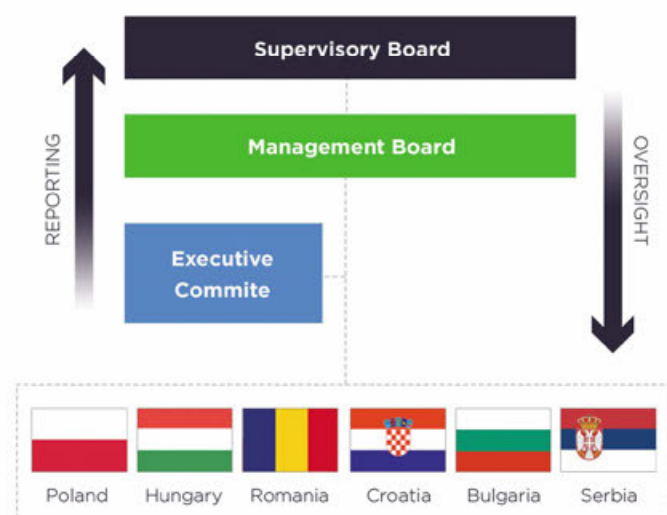 Supervisory Board
Management Board
REPORTING
OVERSIGHT
Executive
Commite
Poland
Hungary
Romania
Croatia
Bulgaria
Serbia